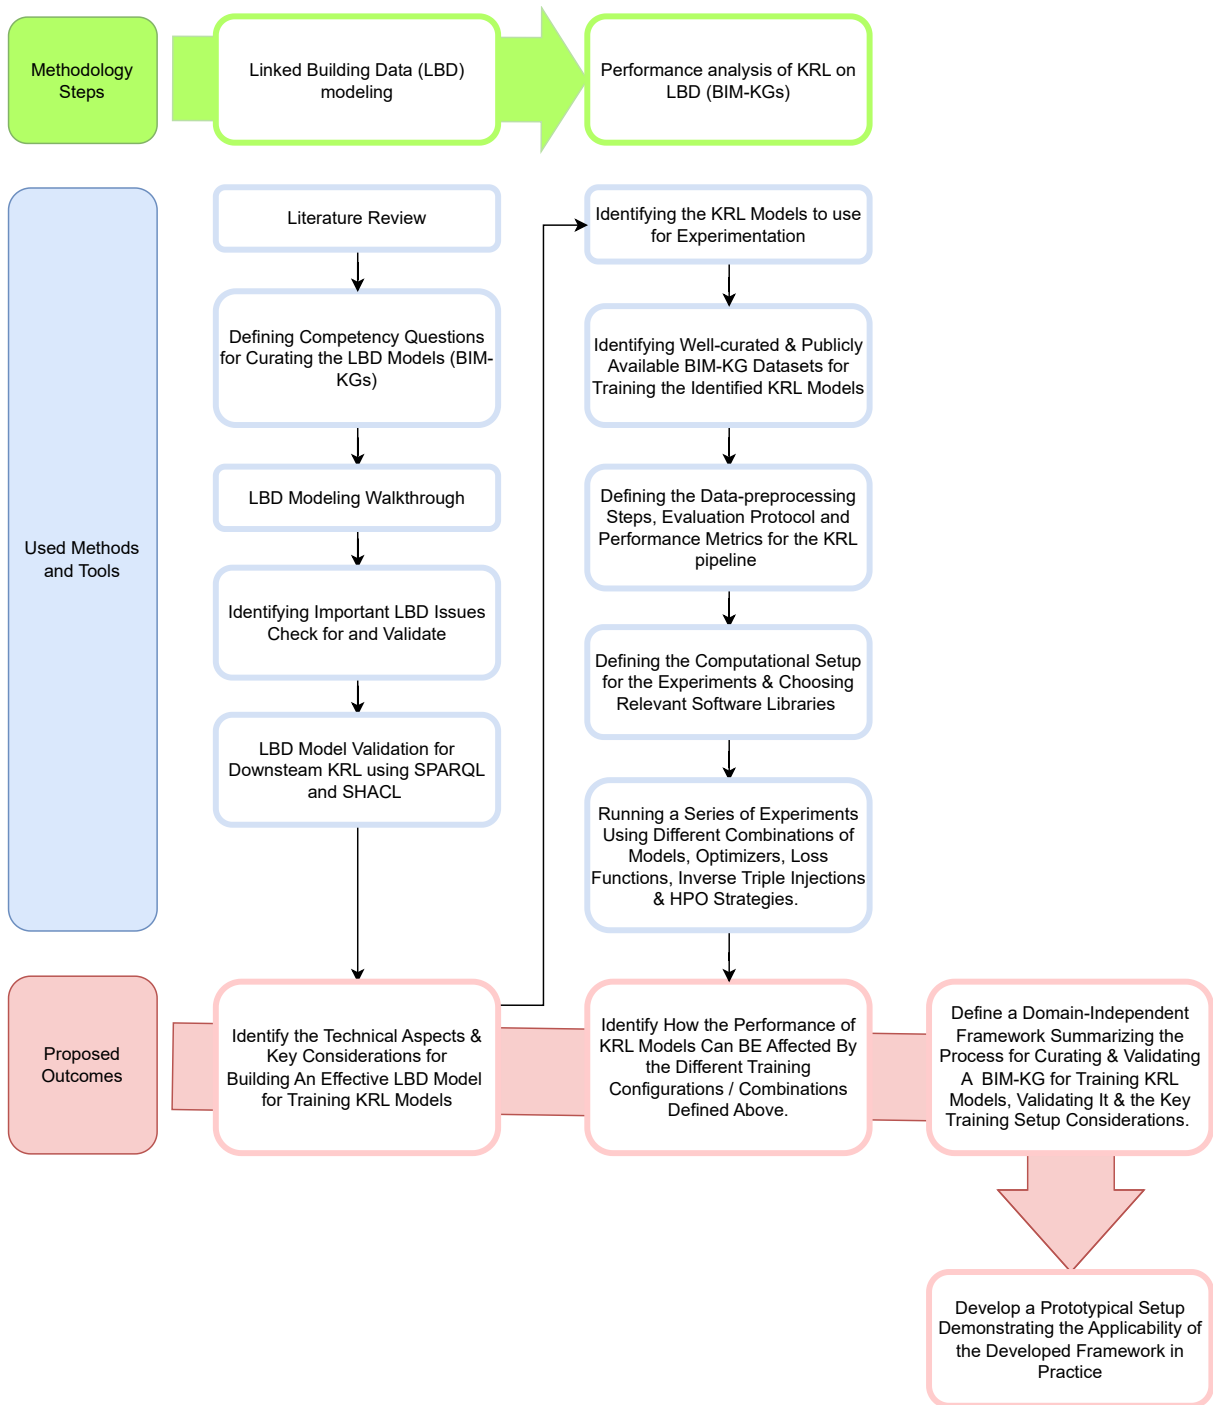 Methodology
Steps
Linked Building Data (LBD)
modeling
Performance analysis of KRL on
LBD (BIM-KGs)
Used Methods
and Tools
Literature Review
Defining Competency Questions
for Curating the LBD Models (BIM-
KGs)
LBD Modeling Walkthrough
Identifying Important LBD Issues
Check for and Validate
LBD Model Validation for
Downsteam KRL using SPARQL
and SHACL
Identifying the KRL Models to use
for Experimentation
Identifying Well-curated & Publicly
Available BIM-KG Datasets for
Training the Identified KRL Models
Defining the Data-preprocessing
Steps, Evaluation Protocol and
Performance Metrics for the KRL
pipeline
Defining the Computational Setup
for the Experiments & Choosing
Relevant Software Libraries
Running a Series of Experiments
Using Different Combinations of
Models, Optimizers, Loss
Functions, Inverse Triple Injections
& HPO Strategies.
Proposed
Outcomes
Identify the Technical Aspects &
Key Considerations for
Building An Effective LBD Model
for Training KRL Models
Identify How the Performance of
KRL Models Can BE Affected By
the Different Training
Configurations / Combinations
Defined Above.
Define a Domain-Independent
Framework Summarizing the
Process for Curating & Validating
A BIM-KG for Training KRL
Models, Validating It & the Key
Training Setup Considerations.
Develop a Prototypical Setup
Demonstrating the Applicability of
the Developed Framework in
Practice